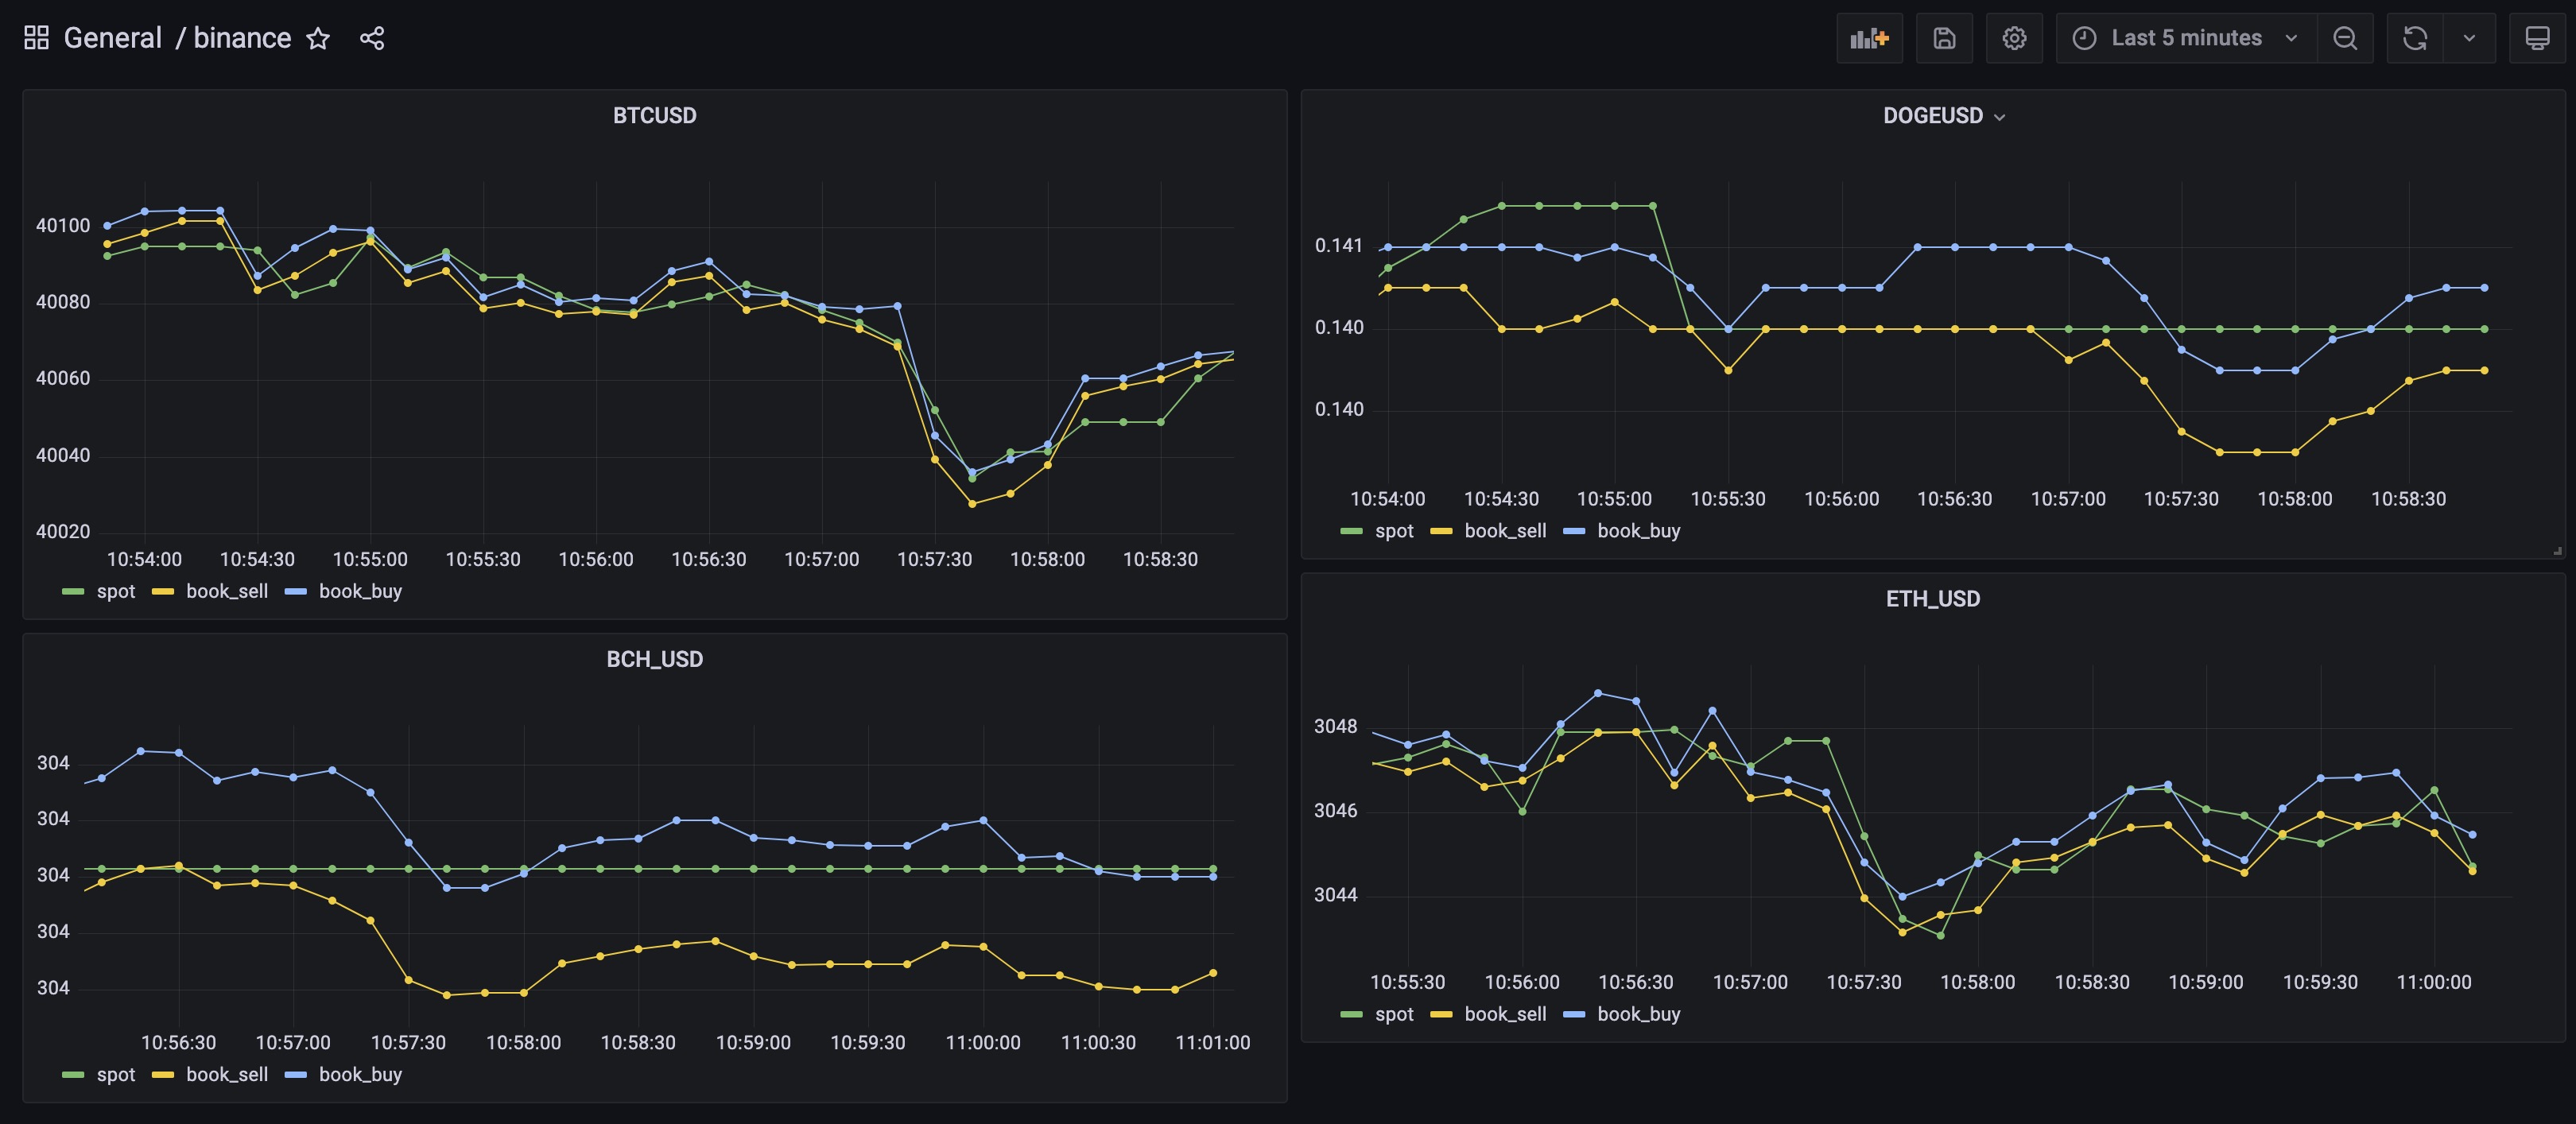 General / binance
Last 5 minutes
BTCUSD
40100
40080
40060
40040
40020
10:54:00 10:54:30 10:55:00 10:55:30 10:56:00 10:56:30 10:57:00 10:57:30 10:58:00 10:58:30
spot book_sell book_buy
DOGEUSD
0.141
0.140
0.140
10:54:00 10:54:30 10:55:00 10:55:30 10:56:00 10:56:30 10:57:00 10:57:30 10:58:00 10:58:30
spot book_sell book_buy
BCH_USD
304
304
304
304
304
10:56:30 10:57:00 10:57:30 10:58:00 10:58:30 10:59:00 10:59:30 11:00:00 11:00:30 11:01:00
spot book_sell book_buy
ETH_USD
3048
3046
3044
10:55:30 10:56:00 10:56:30 10:57:00 10:57:30 10:58:00 10:58:30 10:59:00 10:59:30 11:00:00
spot book_sell book_buy